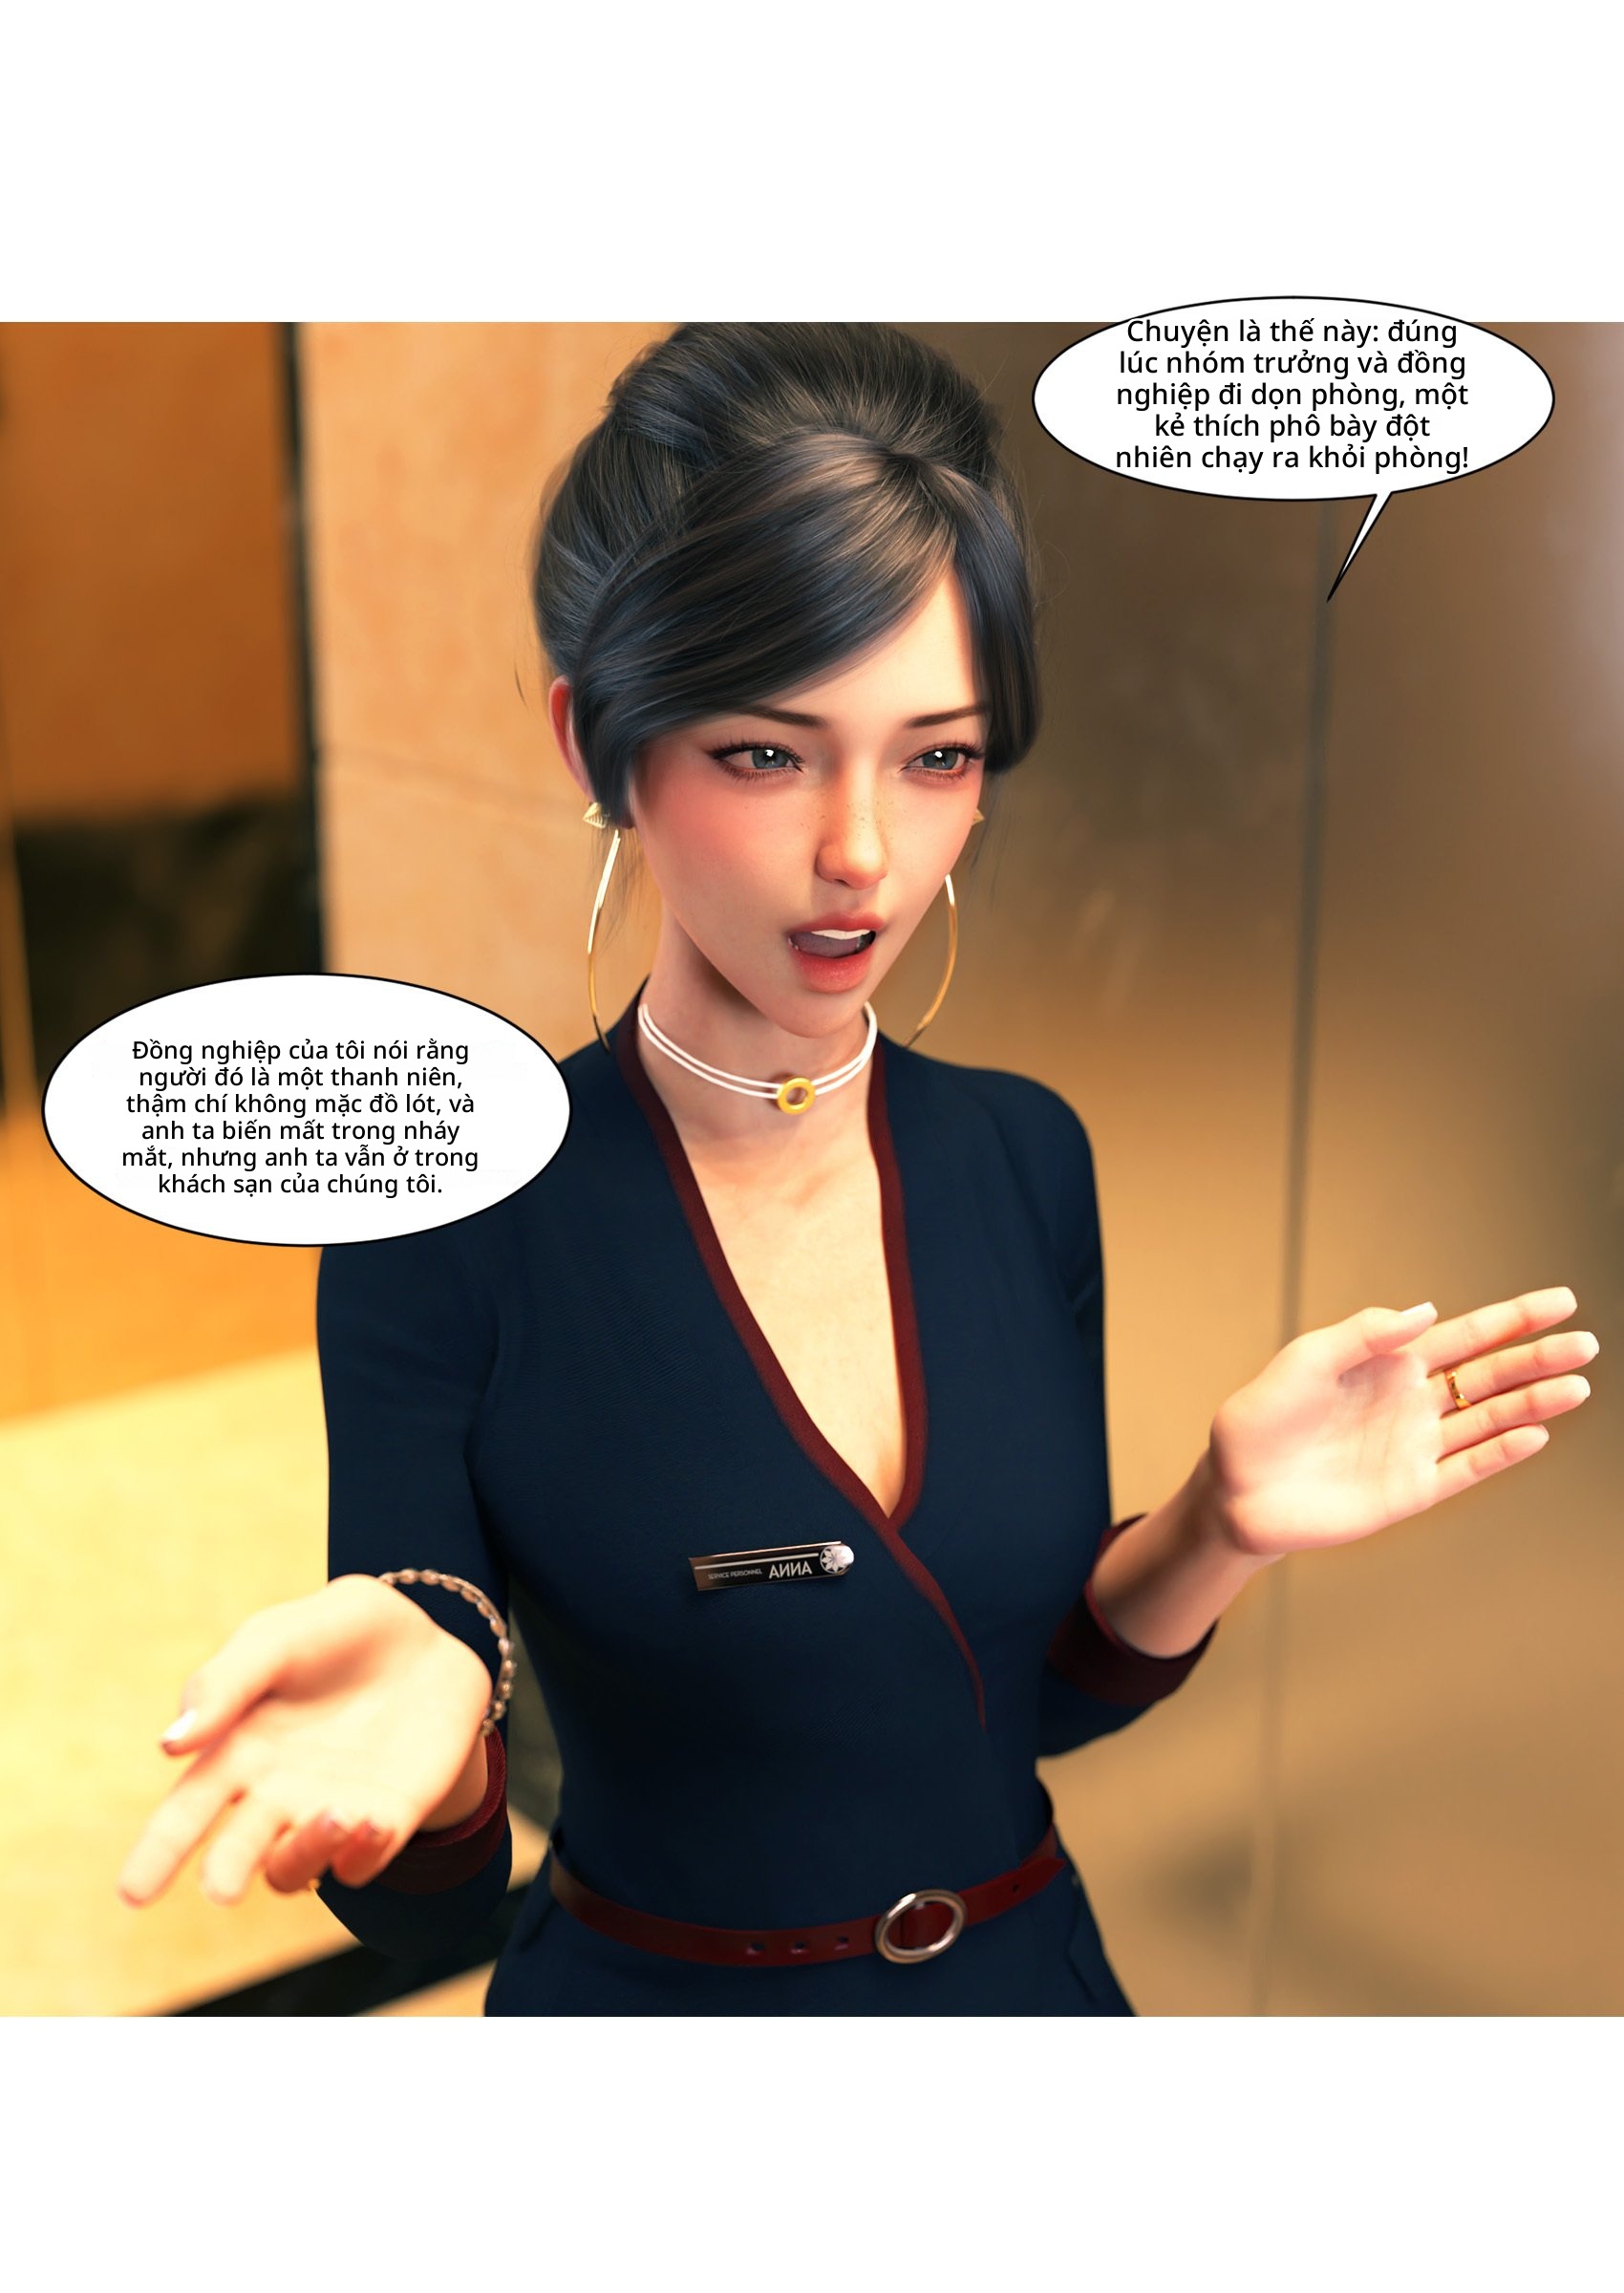 Chuyện là thế này: đúng
lúc nhóm trưởng và đồng
nghiệp đi dọn phòng, một
kẻ thích phô bày đột
nhiên chạy ra khỏi phòng!
Đồng nghiệp của tôi nói rằng
người đó là một thanh niên,
thậm chí không mặc đồ lót, và
anh ta biến mất trong nháy
mắt, nhưng anh ta vẫn ở trong
khách sạn của chúng tôi.
SERVICE PERSONNEL ANNA